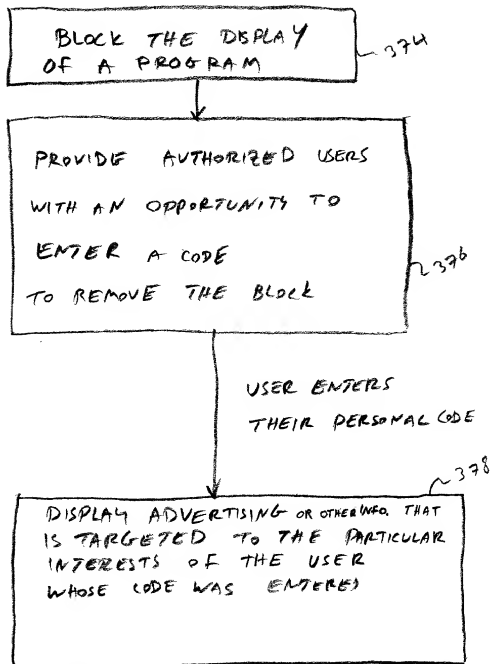 BLOCK THE DISPLAY
OF A PROGRAM
374
PROVIDE AUTHORIZED USERS
WITH AN OPPORTUNITY TO
ENTER A CODE
TO REMOVE THE BLOCK
376
USER ENTERS
THEIR PERSONAL CODE
378
DISPLAY ADVERTISING OR OTHER INFO. THAT
IS TARGETED TO THE PARTICULAR
INTERESTS OF THE USER
WHOSE CODE WAS ENTERED